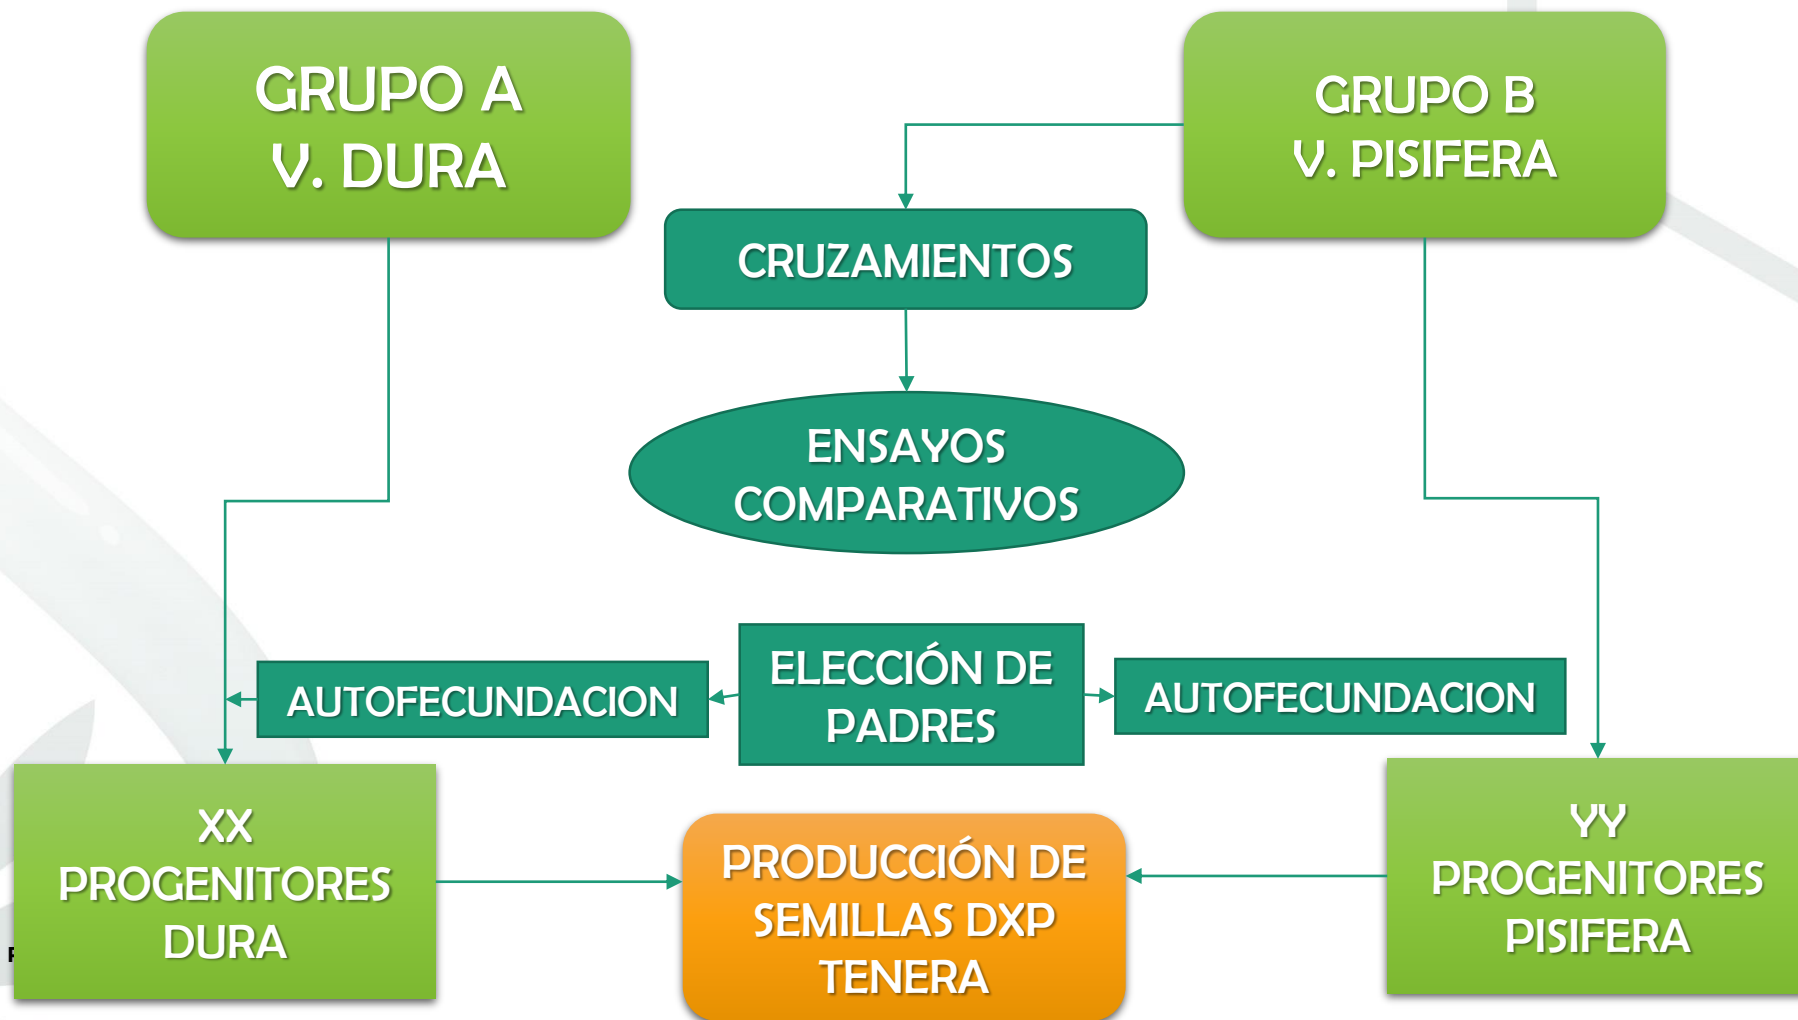 GRUPO A
V. DURA
GRUPO B
V. PISIFERA
CRUZAMIENTOS
ENSAYOS
COMPARATIVOS
ELECCIÓN DE
PADRES
AUTOFECUNDACION
AUTOFECUNDACION
XX
PROGENITORES
DURA
PRODUCCIÓN DE
SEMILLAS DXP
TENERA
YY
PROGENITORES
PISIFERA